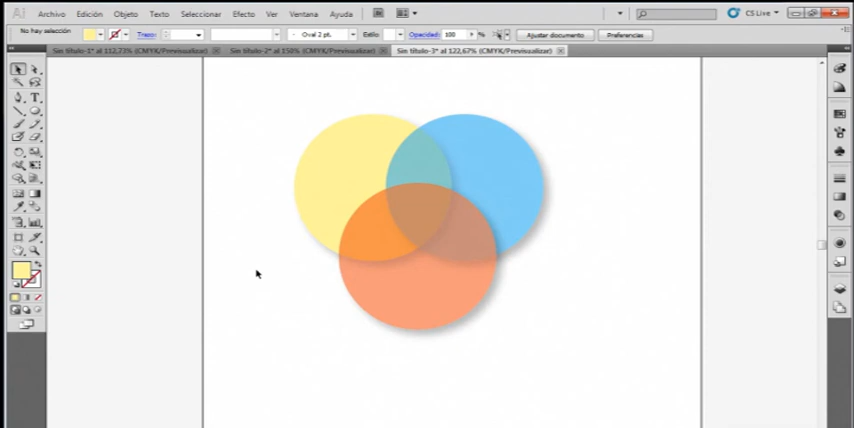 Ai Archivo Edición Objeto Texto Seleccionar Efecto Ver Ventana Ayuda Br CS Live
No hay selección Trazo: Oval 2 pt. Estilo: Opacidad: 100 % Ajustar documento Preferencias
Sin título-1* al 112,73% (CMYK/Previsualizar) Sin título-2* al 150% (CMYK/Previsualizar) Sin título-3* al 122,67% (CMYK/Previsualizar)